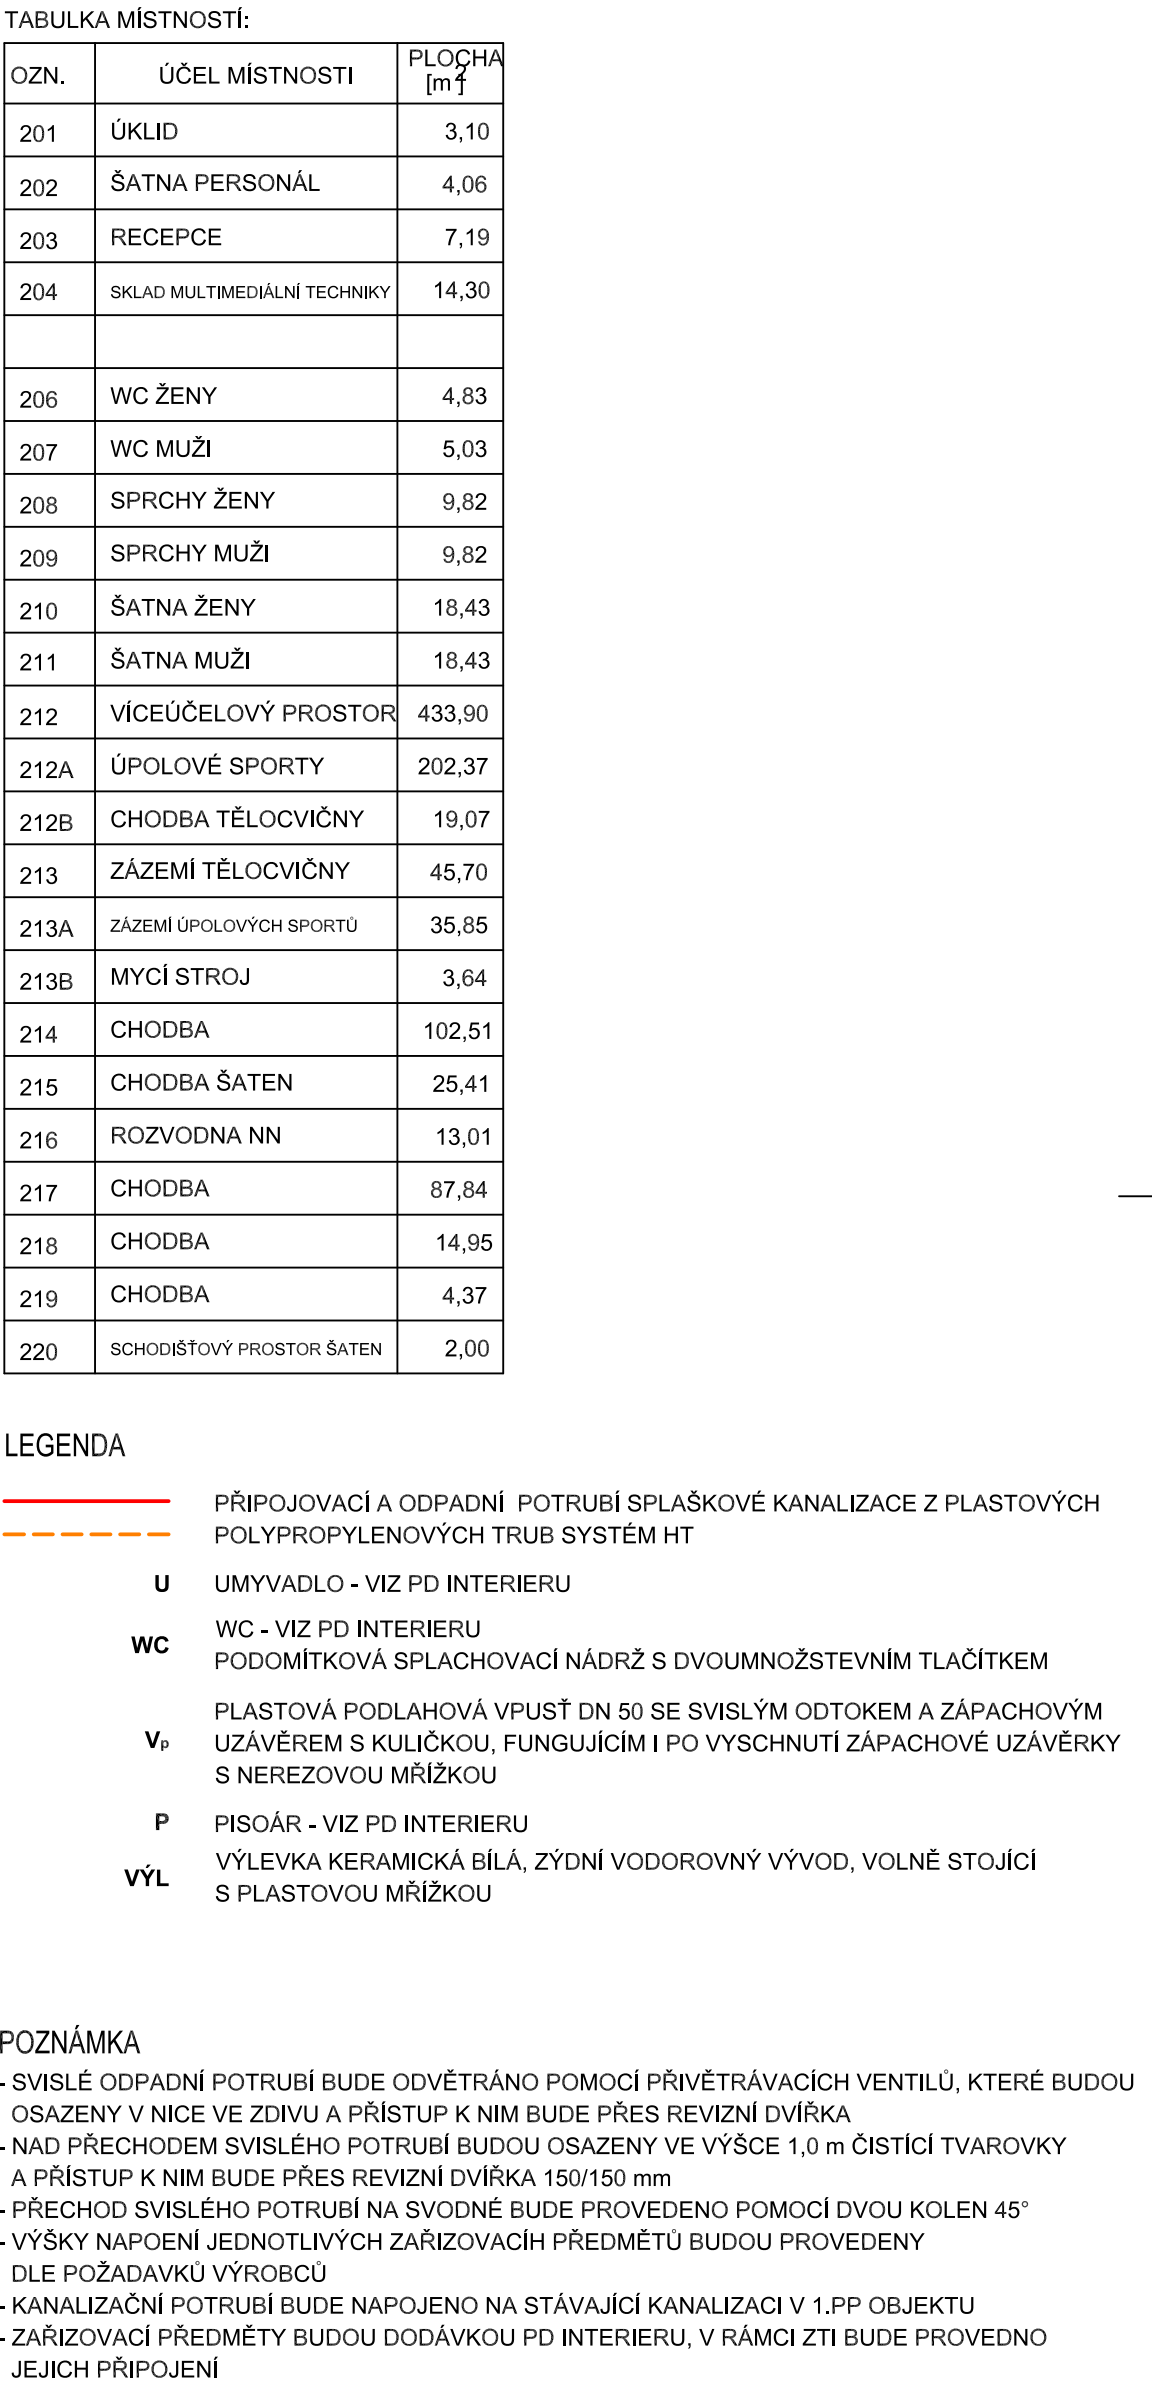 TABULKA MÍSTNOSTÍ:
OZN. ÚČEL MÍSTNOSTI PLOCHA [m2]
201 ÚKLID 3,10
202 ŠATNA PERSONÁL 4,06
203 RECEPCE 7,19
204 SKLAD MULTIMEDIÁLNÍ TECHNIKY 14,30
206 WC ŽENY 4,83
207 WC MUŽI 5,03
208 SPRCHY ŽENY 9,82
209 SPRCHY MUŽI 9,82
210 ŠATNA ŽENY 18,43
211 ŠATNA MUŽI 18,43
212 VÍCEÚČELOVÝ PROSTOR 433,90
212A ÚPOLOVÉ SPORTY 202,37
212B CHODBA TĚLOCVIČNY 19,07
213 ZÁZEMÍ TĚLOCVIČNY 45,70
213A ZÁZEMÍ ÚPOLOVÝCH SPORTŮ 35,85
213B MYCÍ STROJ 3,64
214 CHODBA 102,51
215 CHODBA ŠATEN 25,41
216 ROZVODNA NN 13,01
217 CHODBA 87,84
218 CHODBA 14,95
219 CHODBA 4,37
220 SCHODIŠŤOVÝ PROSTOR ŠATEN 2,00
LEGENDA
PŘIPOJOVACÍ A ODPADNÍ POTRUBÍ SPLAŠKOVÉ KANALIZACE Z PLASTOVÝCH
POLYPROPYLENOVÝCH TRUB SYSTÉM HT
U UMYVADLO - VIZ PD INTERIERU
WC WC - VIZ PD INTERIERU
PODOMÍTKOVÁ SPLACHOVACÍ NÁDRŽ S DVOUMNOŽSTEVNÍM TLAČÍTKEM
Vp PLASTOVÁ PODLAHOVÁ VPUSŤ DN 50 SE SVISLÝM ODTOKEM A ZÁPACHOVÝM
UZÁVĚREM S KULIČKOU, FUNGUJÍCÍM I PO VYSCHNUTÍ ZÁPACHOVÉ UZÁVĚRKY
S NEREZOVOU MŘÍŽKOU
P PISOÁR - VIZ PD INTERIERU
VÝL VÝLEVKA KERAMICKÁ BÍLÁ, ZÝDNÍ VODOROVNÝ VÝVOD, VOLNĚ STOJÍCÍ
S PLASTOVOU MŘÍŽKOU
POZNÁMKA
- SVISLÉ ODPADNÍ POTRUBÍ BUDE ODVĚTRÁNO POMOCÍ PŘIVĚTRÁVACÍCH VENTILŮ, KTERÉ BUDOU
OSAZENY V NICE VE ZDIVU A PŘÍSTUP K NIM BUDE PŘES REVIZNÍ DVÍŘKA
- NAD PŘECHODEM SVISLÉHO POTRUBÍ BUDOU OSAZENY VE VÝŠCE 1,0 m ČISTÍCÍ TVAROVKY
A PŘÍSTUP K NIM BUDE PŘES REVIZNÍ DVÍŘKA 150/150 mm
- PŘECHOD SVISLÉHO POTRUBÍ NA SVODNÉ BUDE PROVEDENO POMOCÍ DVOU KOLEN 45°
- VÝŠKY NAPOENÍ JEDNOTLIVÝCH ZAŘIZOVACÍH PŘEDMĚTŮ BUDOU PROVEDENY
DLE POŽADAVKŮ VÝROBCŮ
- KANALIZAČNÍ POTRUBÍ BUDE NAPOJENO NA STÁVAJÍCÍ KANALIZACI V 1.PP OBJEKTU
- ZAŘIZOVACÍ PŘEDMĚTY BUDOU DODÁVKOU PD INTERIERU, V RÁMCI ZTI BUDE PROVEDNO
JEJICH PŘIPOJENÍ